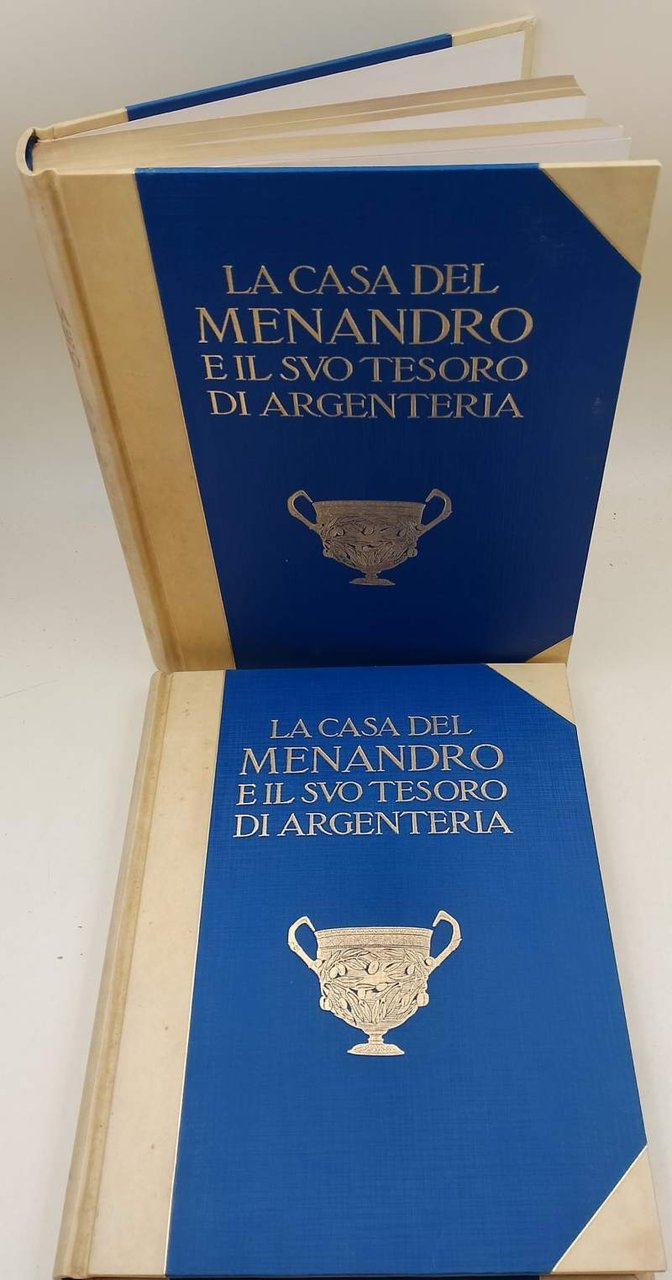 LA CASA DEL
MENANDRO
E IL SVO TESORO
DI ARGENTERIA
LA CASA DEL
MENANDRO
E IL SVO TESORO
DI ARGENTERIA